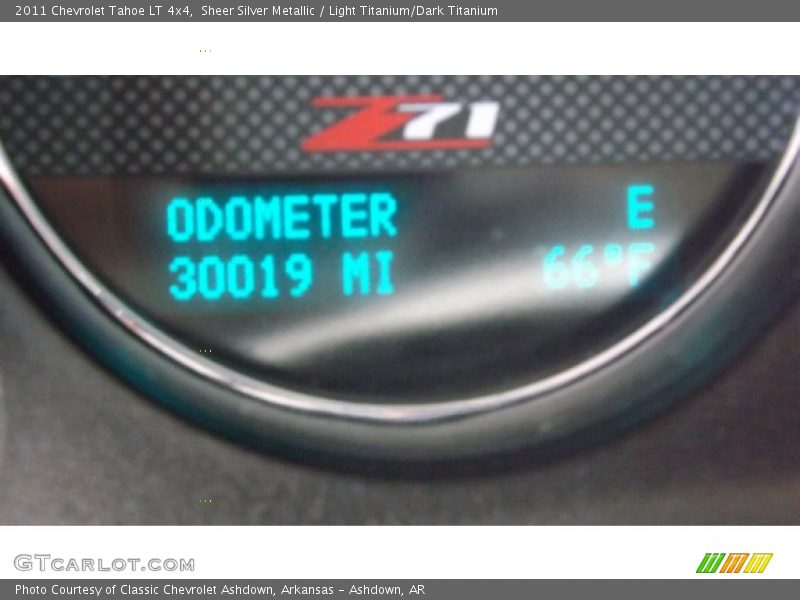 2011 Chevrolet Tahoe LT 4x4,  Sheer Silver Metallic / Light Titanium/Dark Titanium
...
Z71
ODOMETER E
30019 MI 66°F
...
...
GTCARLOT.COM
Photo Courtesy of Classic Chevrolet Ashdown, Arkansas - Ashdown, AR